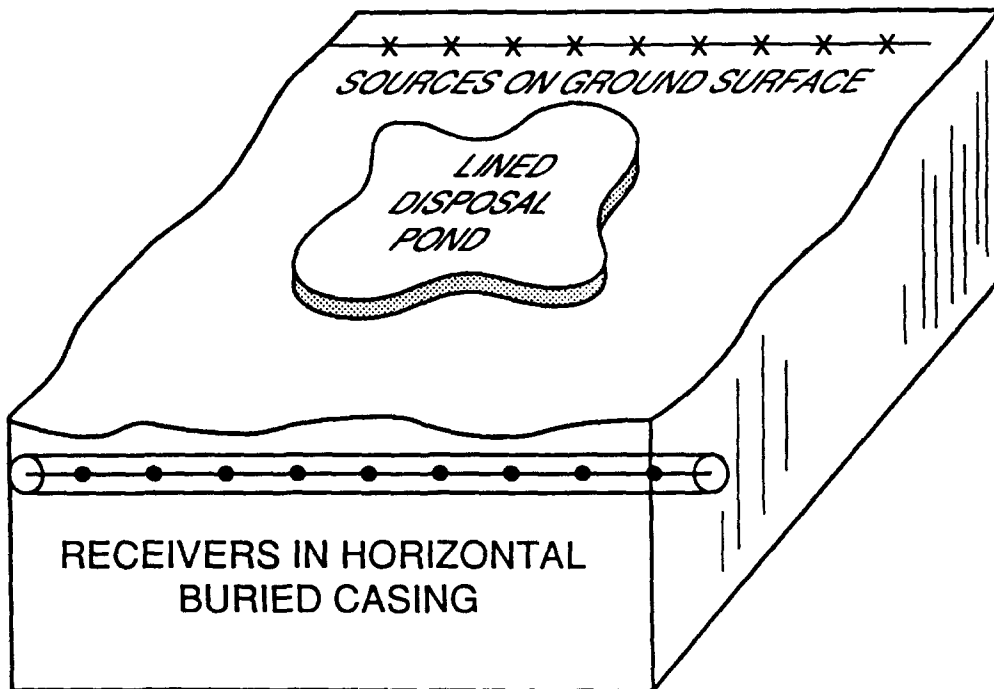 SOURCES ON GROUND SURFACE
LINED
DISPOSAL
POND
RECEIVERS IN HORIZONTAL
BURIED CASING